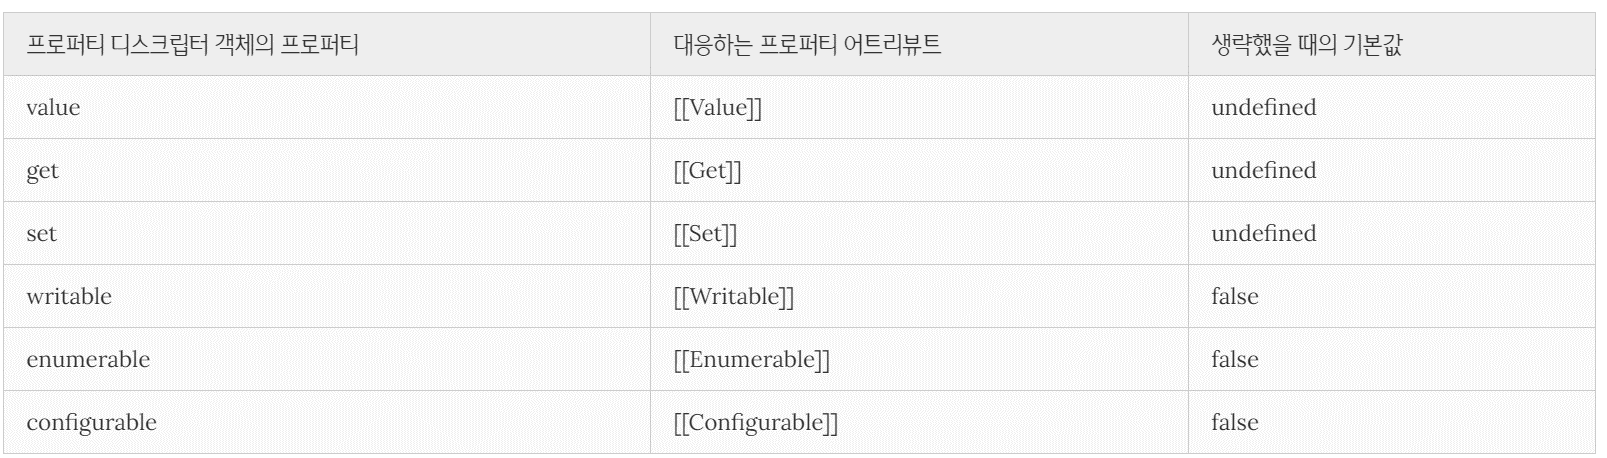 프로퍼티 디스크립터 객체의 프로퍼티 대응하는 프로퍼티 어트리뷰트 생략했을 때의 기본값
value [[Value]] undefined
get [[Get]] undefined
set [[Set]] undefined
writable [[Writable]] false
enumerable [[Enumerable]] false
configurable [[Configurable]] false